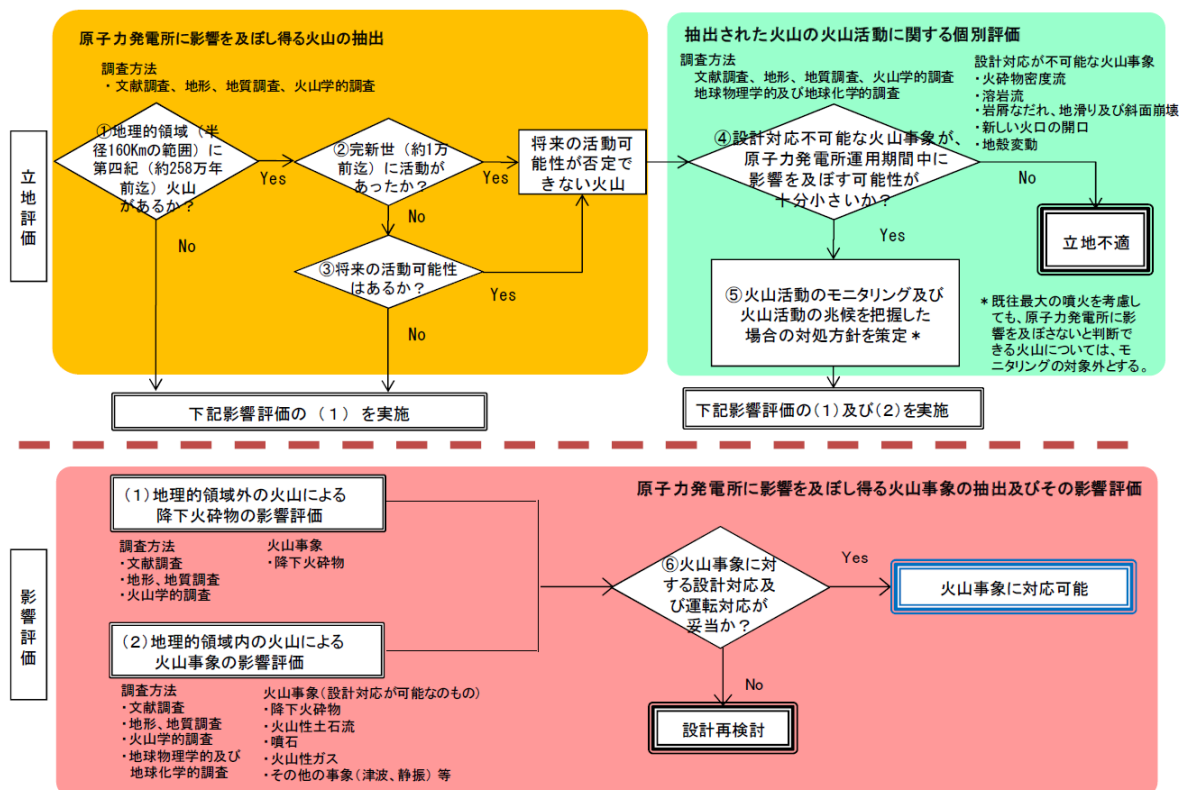 原子力発電所に影響を及ぼし得る火山の抽出
調査方法
・文献調査、地形、地質調査、火山学的調査
立地評価
①地理的領域（半
径160Kmの範囲）に
第四紀（約258万年
前迄）火山
があるか？
Yes
No
②完新世（約1万
前迄）に活動が
あったか？
Yes
No
③将来の活動可能性
はあるか？
Yes
No
将来の活動可
能性が否定で
きない火山
下記影響評価の（１）を実施
抽出された火山の火山活動に関する個別評価
調査方法
文献調査、地形、地質調査、火山学的調査
地球物理学的及び地球化学的調査
設計対応が不可能な火山事象
・火砕物密度流
・溶岩流
・岩屑なだれ、地滑り及び斜面崩壊
・新しい火口の開口
・地殻変動
④設計対応不可能な火山事象が、
原子力発電所運用期間中に
影響を及ぼす可能性が
十分小さいか？
No
Yes
立地不適
⑤火山活動のモニタリング及び
火山活動の兆候を把握した
場合の対処方針を策定＊
＊既往最大の噴火を考慮し
ても、原子力発電所に影
響を及ぼさないと判断で
きる火山については、モ
ニタリングの対象外とする。
下記影響評価の（１）及び（２）を実施
影響評価
原子力発電所に影響を及ぼし得る火山事象の抽出及びその影響評価
（１）地理的領域外の火山による
降下火砕物の影響評価
調査方法
・文献調査
・地形、地質調査
・火山学的調査
火山事象
・降下火砕物
（２）地理的領域内の火山による
火山事象の影響評価
調査方法
・文献調査
・地形、地質調査
・火山学的調査
・地球物理学的及び
地球化学的調査
火山事象（設計対応が可能なのもの）
・降下火砕物
・火山性土石流
・噴石
・火山性ガス
・その他の事象（津波、静振）等
⑥火山事象に対
する設計対応及
び運転対応が
妥当か？
Yes
No
火山事象に対応可能
設計再検討